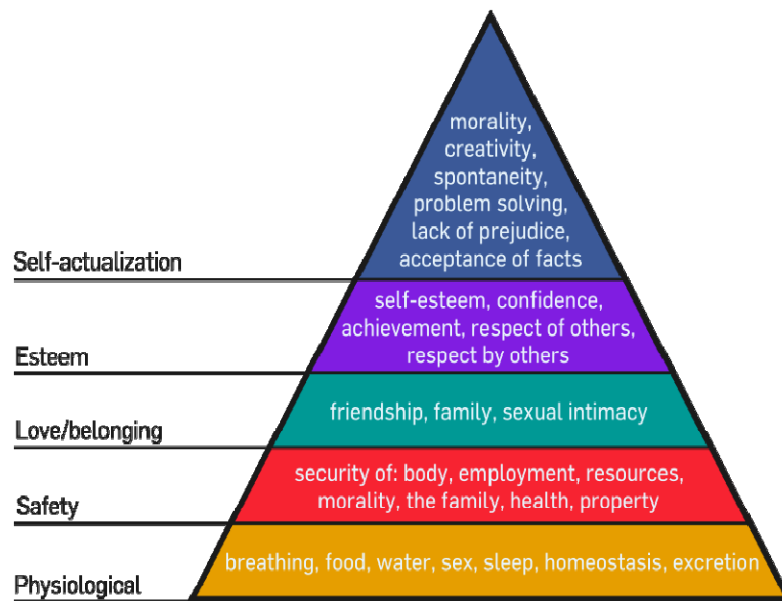 morality,
creativity,
spontaneity,
problem solving,
lack of prejudice,
acceptance of facts
Self-actualization
self-esteem, confidence,
achievement, respect of others,
respect by others
Esteem
friendship, family, sexual intimacy
Love/belonging
security of: body, employment, resources,
morality, the family, health, property
Safety
breathing, food, water, sex, sleep, homeostasis, excretion
Physiological